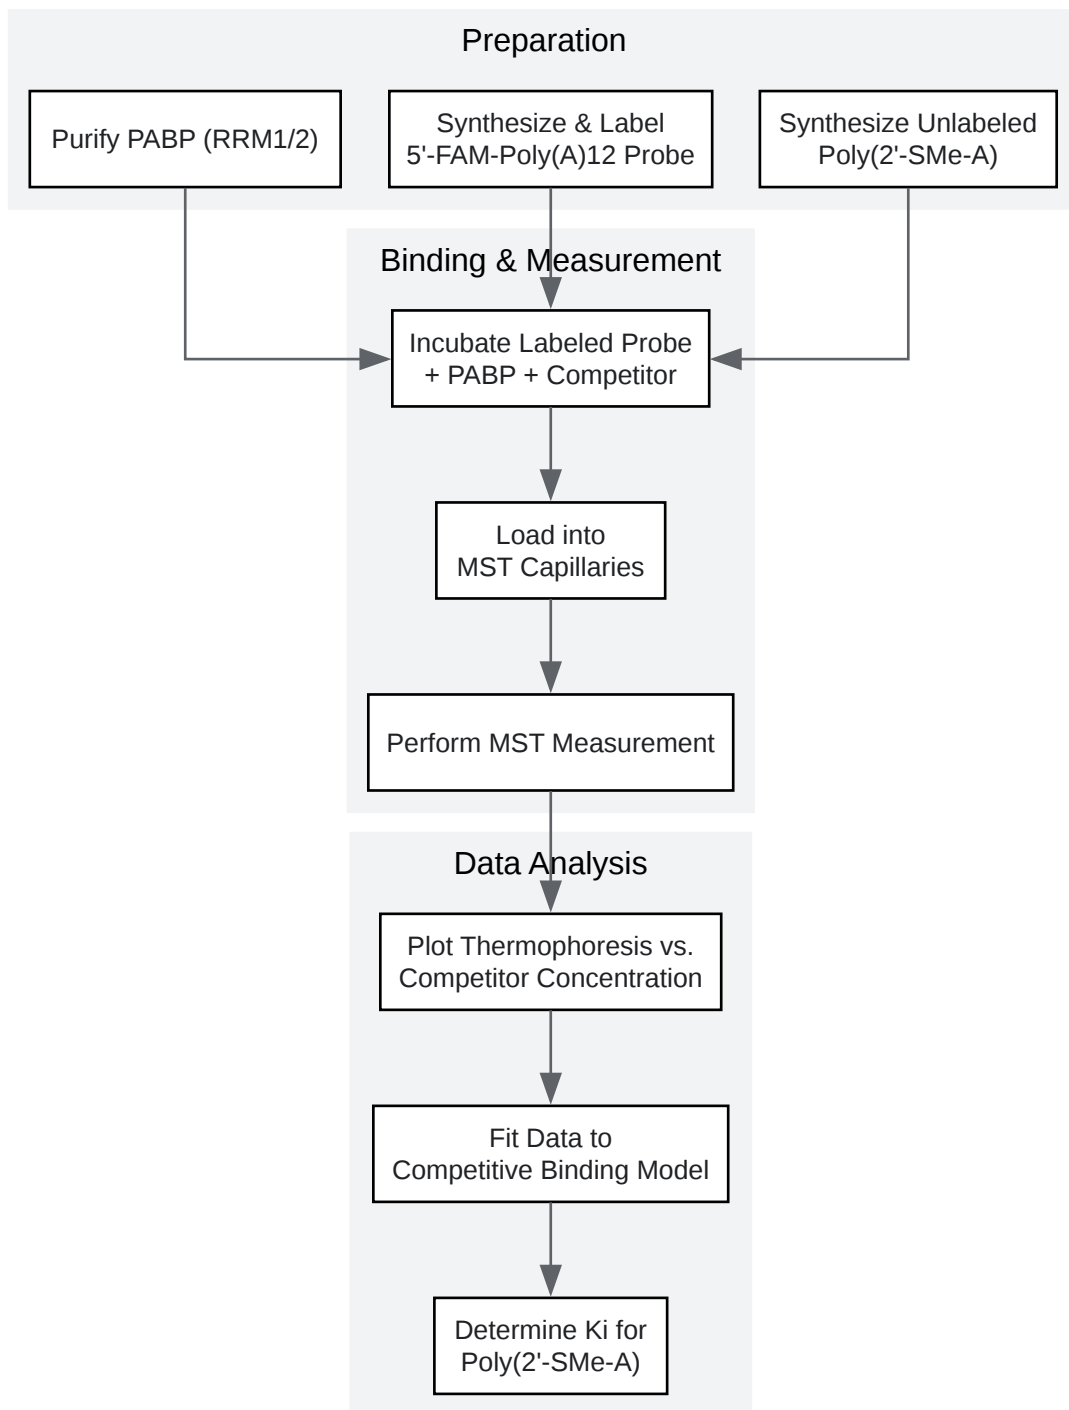 Preparation
Purify PABP (RRM1/2)
Synthesize & Label
5'-FAM-Poly(A)12 Probe
Synthesize Unlabeled
Poly(2'-SMe-A)
Binding & Measurement
Incubate Labeled Probe
+ PABP + Competitor
Load into
MST Capillaries
Perform MST Measurement
Data Analysis
Plot Thermophoresis vs.
Competitor Concentration
Fit Data to
Competitive Binding Model
Determine Ki for
Poly(2'-SMe-A)